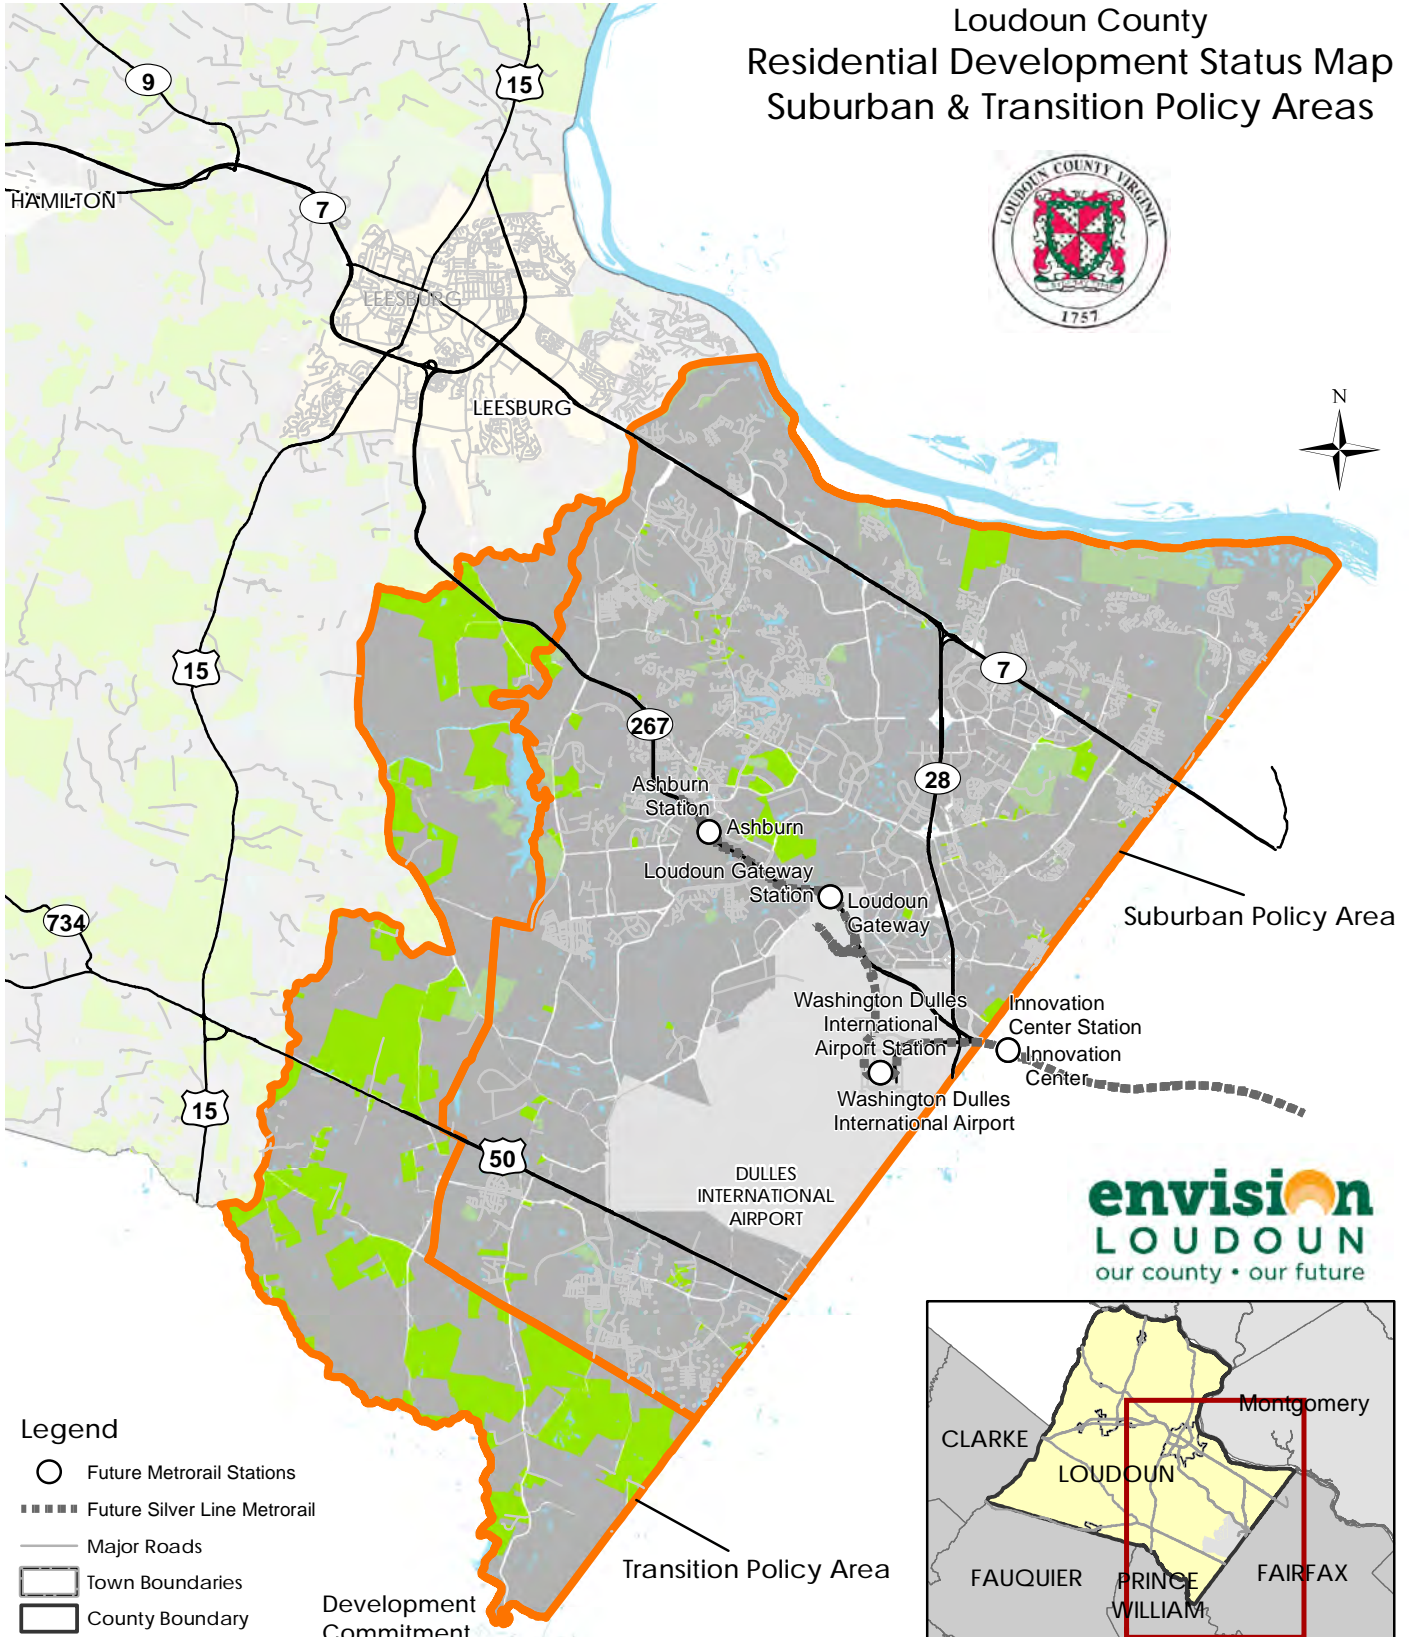 Loudoun County
Residential Development Status Map
Suburban & Transition Policy Areas
LOUDOUN COUNTY VIRGINIA
1757
N
9
15
HAMILTON
7
LEESBURG
LEESBURG
15
267
7
28
Ashburn
Station
Ashburn
Loudoun Gateway
Station
Loudoun
Gateway
Suburban Policy Area
734
Washington Dulles
International
Airport Station
Innovation
Center Station
Innovation
Center
Washington Dulles
International Airport
15
50
DULLES
INTERNATIONAL
AIRPORT
envision
LOUDOUN
our county • our future
Montgomery
CLARKE
LOUDOUN
FAUQUIER
PRINCE
WILLIAM
FAIRFAX
Transition Policy Area
Legend
Future Metrorail Stations
Future Silver Line Metrorail
Major Roads
Town Boundaries
County Boundary
Development
Commitment